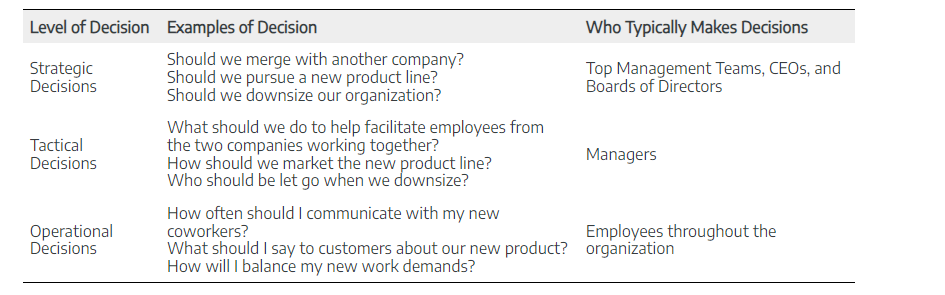 Level of Decision Examples of Decision Who Typically Makes Decisions
Strategic
Decisions
Should we merge with another company?
Should we pursue a new product line?
Should we downsize our organization?
Top Management Teams, CEOs, and
Boards of Directors
Tactical
Decisions
What should we do to help facilitate employees from
the two companies working together?
How should we market the new product line?
Who should be let go when we downsize?
Managers
Operational
Decisions
How often should I communicate with my new
coworkers?
What should I say to customers about our new product?
How will I balance my new work demands?
Employees throughout the
organization